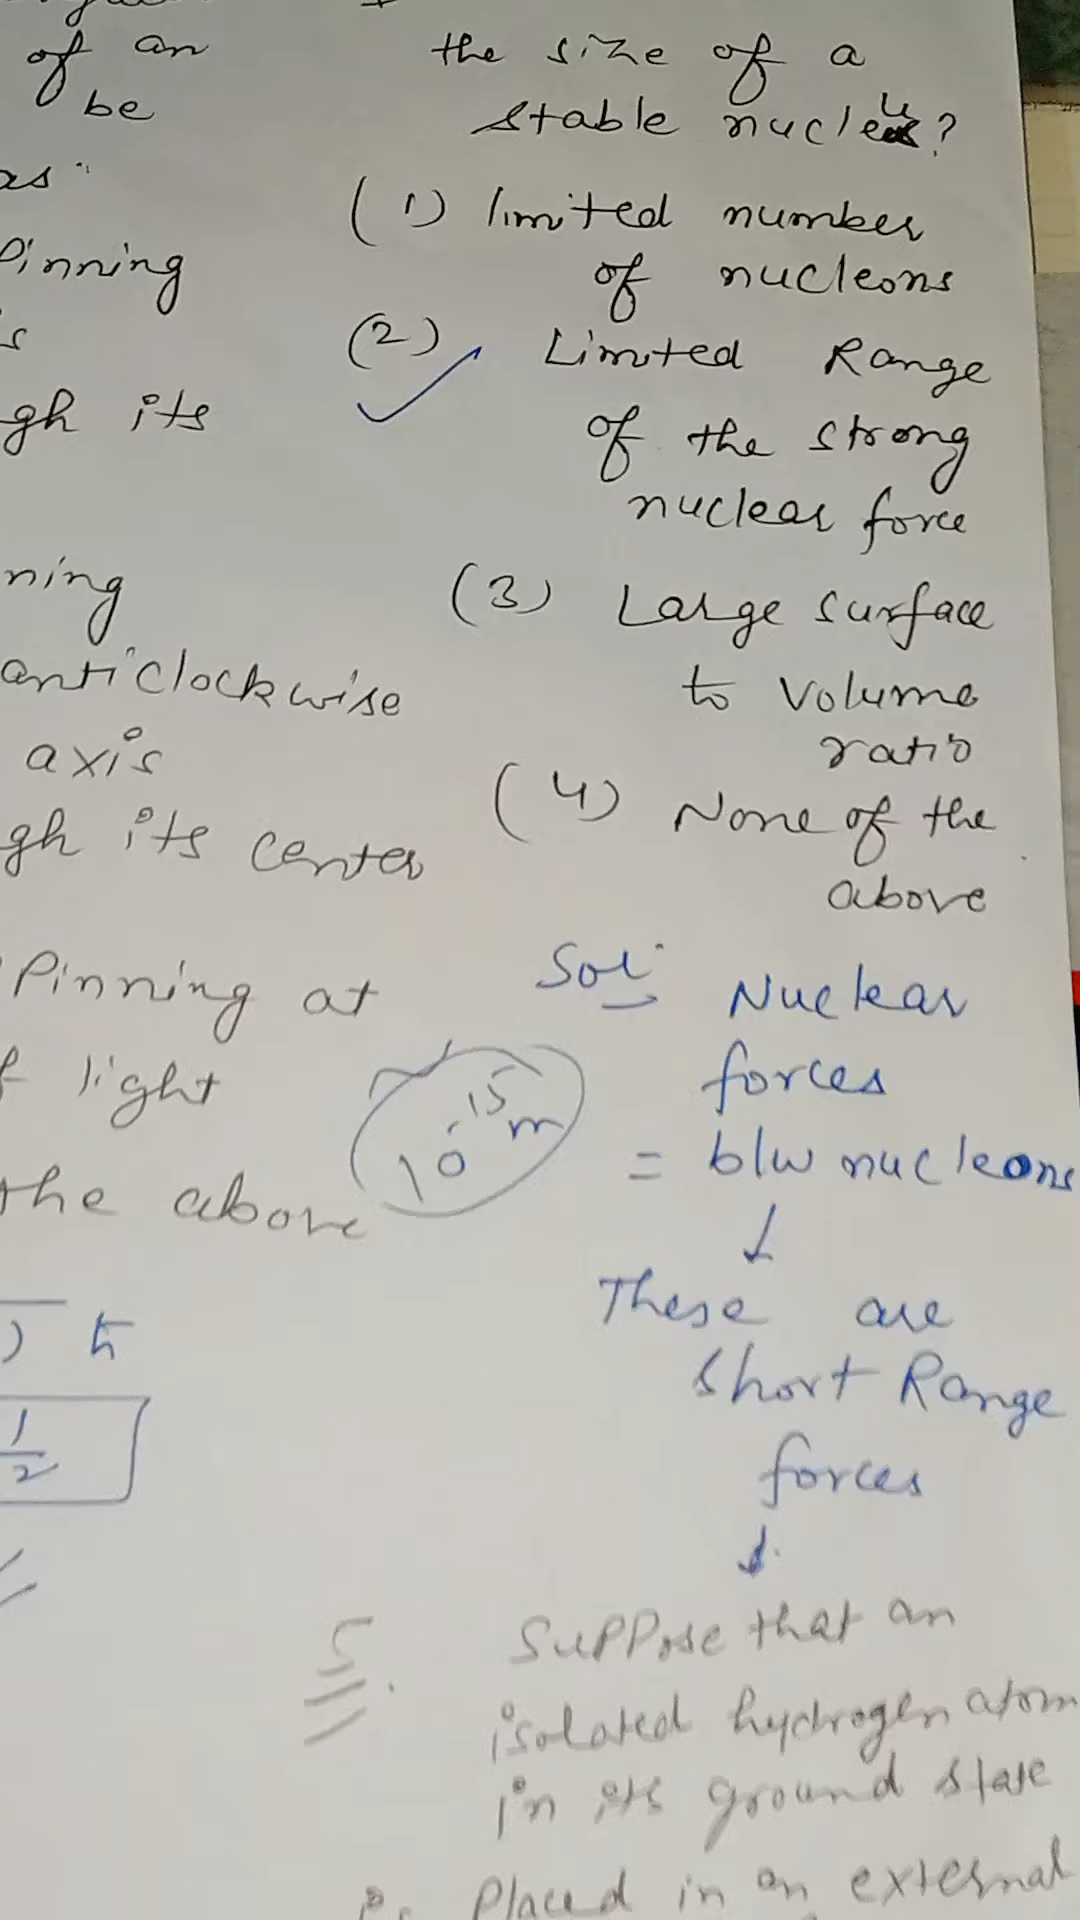 of an
be
as
Pinning
gh its
ning
anticlockwise
axis
gh its center
Pinning at
f light
the above
) ħ
1/2
the size of a
stable nucleus?
(1) limited number
of nucleons
(2) Limited Range
of the strong
nuclear force
(3) Large surface
to volume
ratio
(4) None of the
above
Sol. Nuclear
forces
= b/w nucleons
↓
These are
short Range
forces
↓
10^-15 m
5. Suppose that an
isolated hydrogen atom
in its ground state
placed in an external